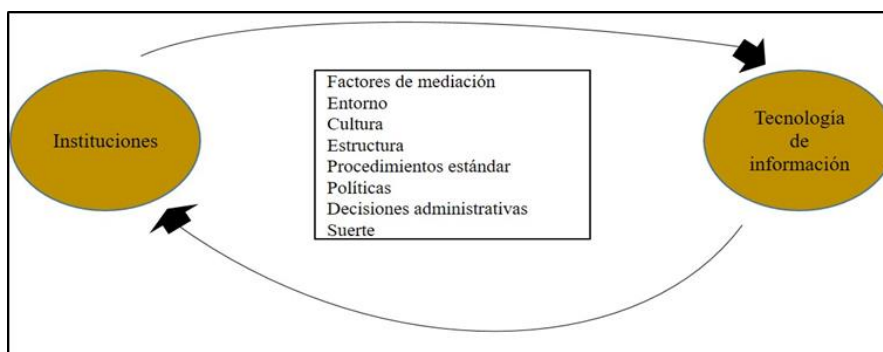 Instituciones
Factores de mediación
Entorno
Cultura
Estructura
Procedimientos estándar
Políticas
Decisiones administrativas
Suerte
Tecnología
de
información